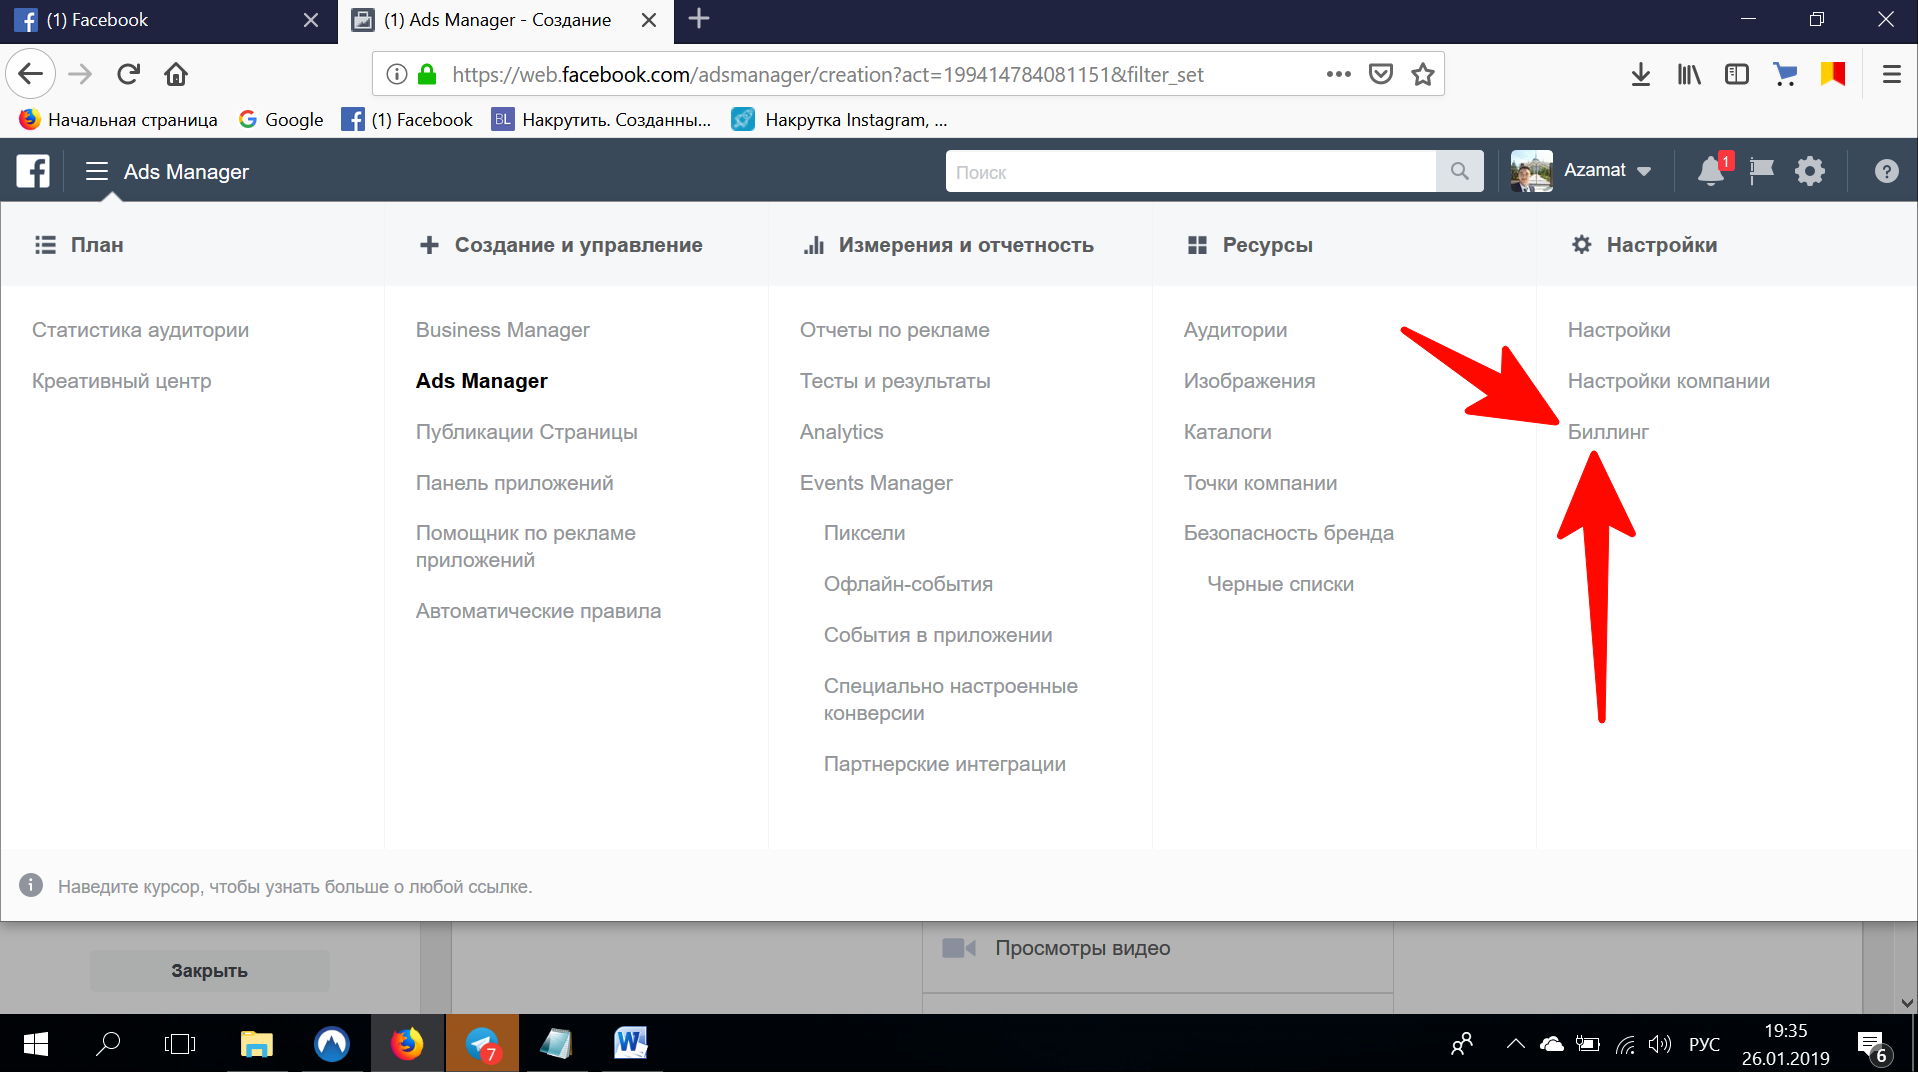 (1) Facebook
(1) Ads Manager - Создание
https://web.facebook.com/adsmanager/creation?act=199414784081151&filter_set
Начальная страница
Google
(1) Facebook
BL
Накрутить. Созданны...
Накрутка Instagram, ...
Ads Manager
Поиск
Azamat
1
План
Создание и управление
Измерения и отчетность
Ресурсы
Настройки
Статистика аудитории
Креативный центр
Business Manager
Ads Manager
Публикации Страницы
Панель приложений
Помощник по рекламе
приложений
Автоматические правила
Отчеты по рекламе
Тесты и результаты
Analytics
Events Manager
Пиксели
Офлайн-события
События в приложении
Специально настроенные
конверсии
Партнерские интеграции
Аудитории
Изображения
Каталоги
Точки компании
Безопасность бренда
Черные списки
Настройки
Настройки компании
Биллинг
Наведите курсор, чтобы узнать больше о любой ссылке.
Закрыть
Просмотры видео
7
РУС
19:35
26.01.2019
6